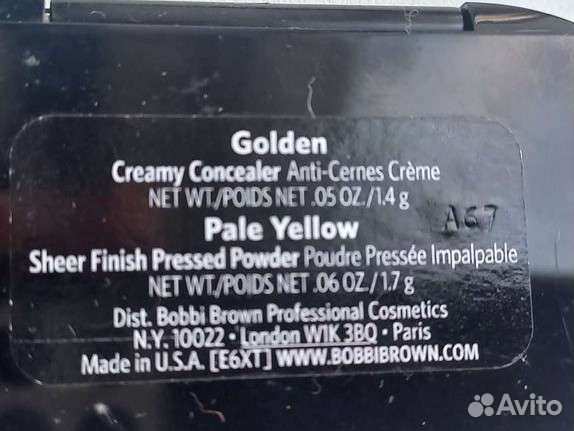 Golden
Creamy Concealer Anti-Cernes Crème
NET WT./POIDS NET .05 OZ./1.4 g
Pale Yellow
A67
Sheer Finish Pressed Powder Poudre Pressée Impalpable
NET WT./POIDS NET .06 OZ./1.7 g
Dist. Bobbi Brown Professional Cosmetics
N.Y. 10022 • London W1K 3BQ • Paris
Made in U.S.A. [E6XT] WWW.BOBBIBROWN.COM
Avito